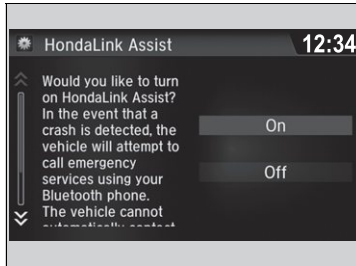 HondaLink Assist
12:34
Would you like to turn
on HondaLink Assist?
In the event that a
crash is detected, the
vehicle will attempt to
call emergency
services using your
Bluetooth phone.
The vehicle cannot
On
Off